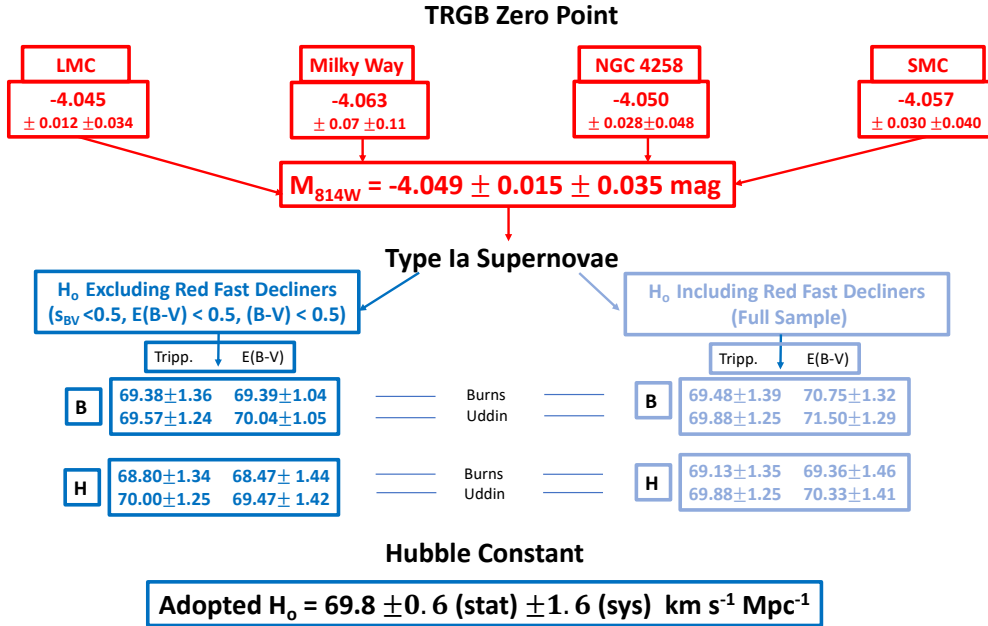 TRGB Zero Point
LMC
-4.045
± 0.012 ±0.034
Milky Way
-4.063
± 0.07 ±0.11
NGC 4258
-4.050
± 0.028±0.048
SMC
-4.057
± 0.030 ±0.040
M814W = -4.049 ± 0.015 ± 0.035 mag
Type Ia Supernovae
Ho Excluding Red Fast Decliners
(sBV <0.5, E(B-V) < 0.5, (B-V) < 0.5)
Tripp. E(B-V)
B
69.38±1.36 69.39±1.04
69.57±1.24 70.04±1.05
H
68.80±1.34 68.47± 1.44
70.00±1.25 69.47± 1.42
Burns
Uddin
Burns
Uddin
Ho Including Red Fast Decliners
(Full Sample)
Tripp. E(B-V)
B
69.48±1.39 70.75±1.32
69.88±1.25 71.50±1.29
H
69.13±1.35 69.36±1.46
69.88±1.25 70.33±1.41
Hubble Constant
Adopted Ho = 69.8 ±0.6 (stat) ±1.6 (sys) km s-1 Mpc-1